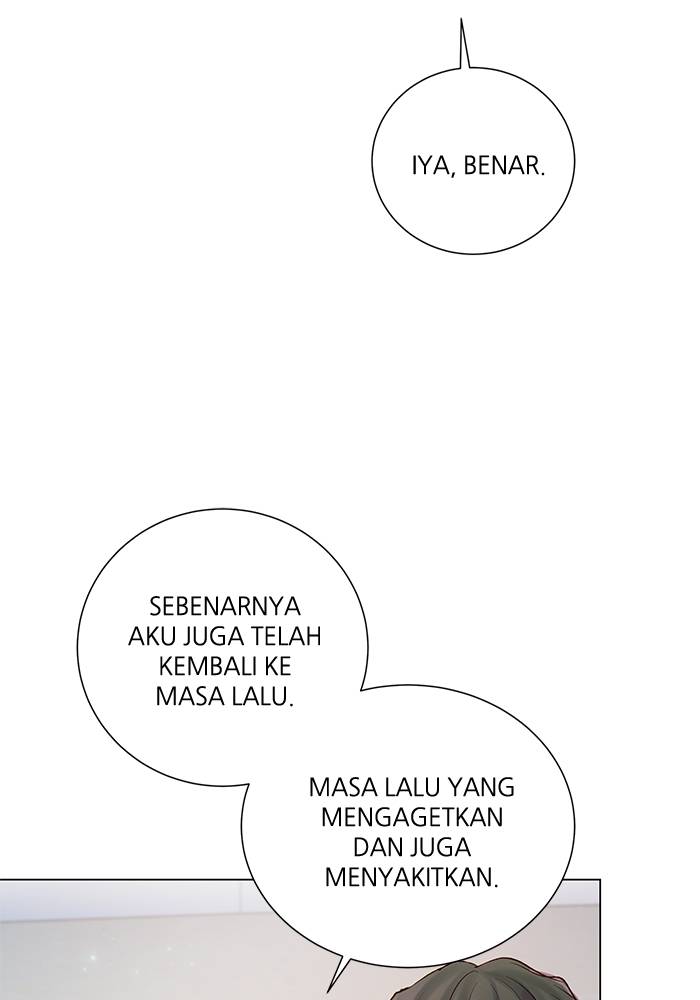 IYA, BENAR.
SEBENARNYA
AKU JUGA TELAH
KEMBALI KE
MASA LALU.
MASA LALU YANG
MENGAGETKAN
DAN JUGA
MENYAKITKAN.